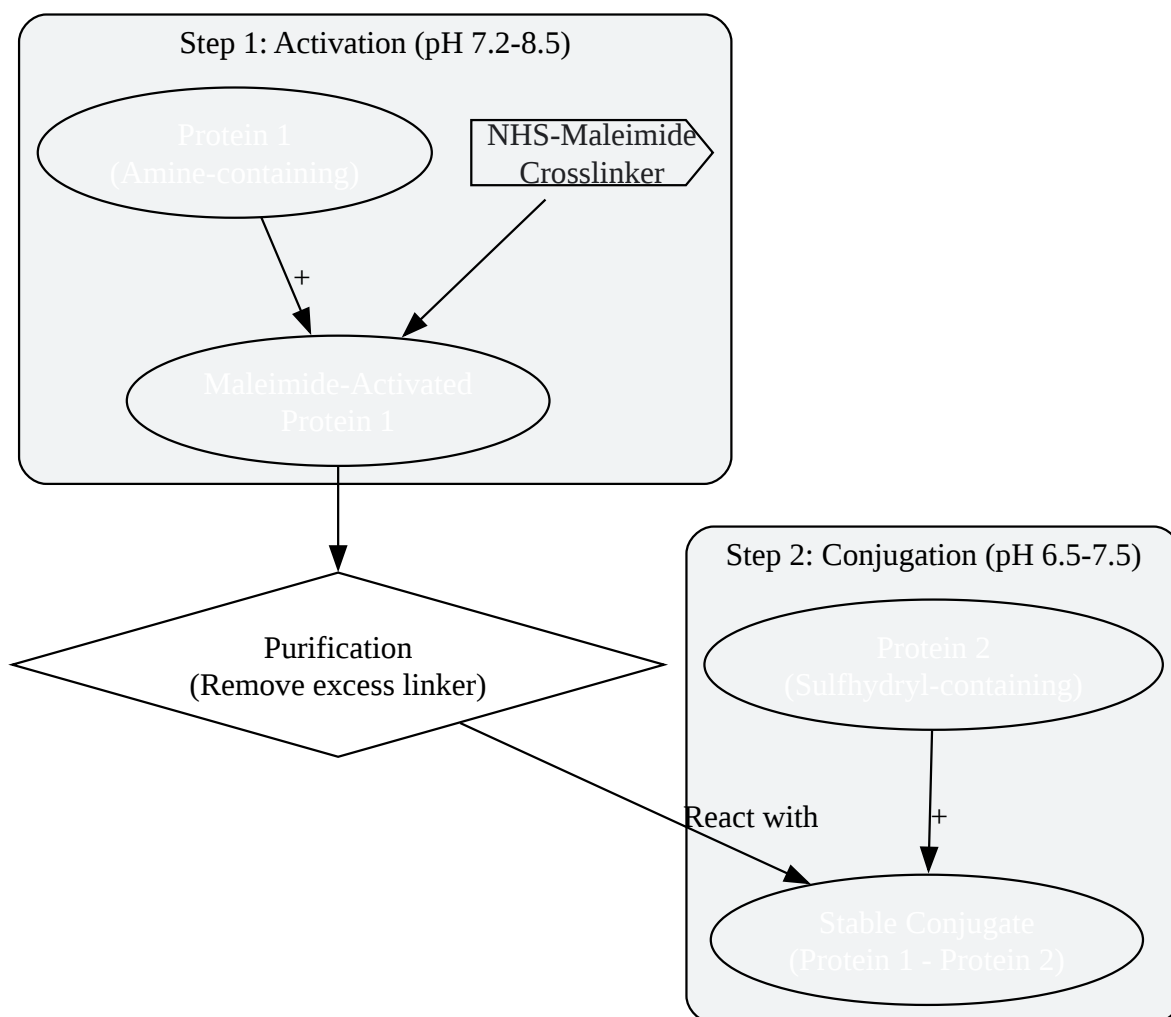 Step 1: Activation (pH 7.2-8.5)
Protein 1
(Amine-containing)
NHS-Maleimide
Crosslinker
+
Maleimide-Activated
Protein 1
Purification
(Remove excess linker)
Step 2: Conjugation (pH 6.5-7.5)
Protein 2
(Sulfhydryl-containing)
React with
+
Stable Conjugate
(Protein 1 - Protein 2)